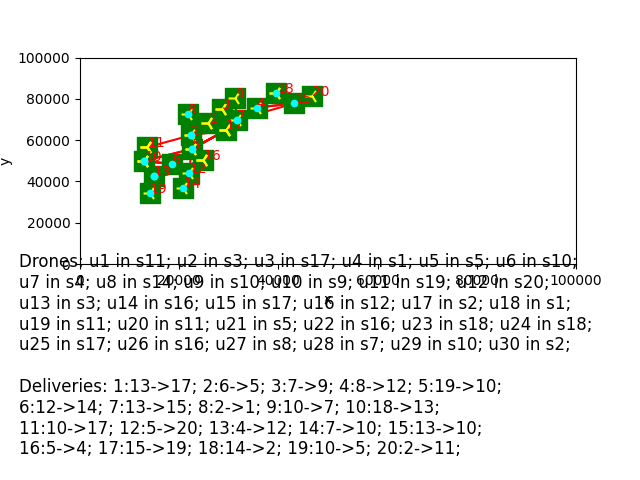 100000
80000
60000
40000
20000
0
y
0 20000 40000 60000 80000 100000
x
Drones: u1 in s11; u2 in s3; u3 in s17; u4 in s1; u5 in s5; u6 in s10;
u7 in s4; u8 in s14; u9 in s10; u10 in s9; u11 in s19; u12 in s20;
u13 in s3; u14 in s16; u15 in s17; u16 in s12; u17 in s2; u18 in s1;
u19 in s11; u20 in s11; u21 in s5; u22 in s16; u23 in s18; u24 in s18;
u25 in s17; u26 in s16; u27 in s8; u28 in s7; u29 in s10; u30 in s2;
Deliveries: 1:13->17; 2:6->5; 3:7->9; 4:8->12; 5:19->10;
6:12->14; 7:13->15; 8:2->1; 9:10->7; 10:18->13;
11:10->17; 12:5->20; 13:4->12; 14:7->10; 15:13->10;
16:5->4; 17:15->19; 18:14->2; 19:10->5; 20:2->11;